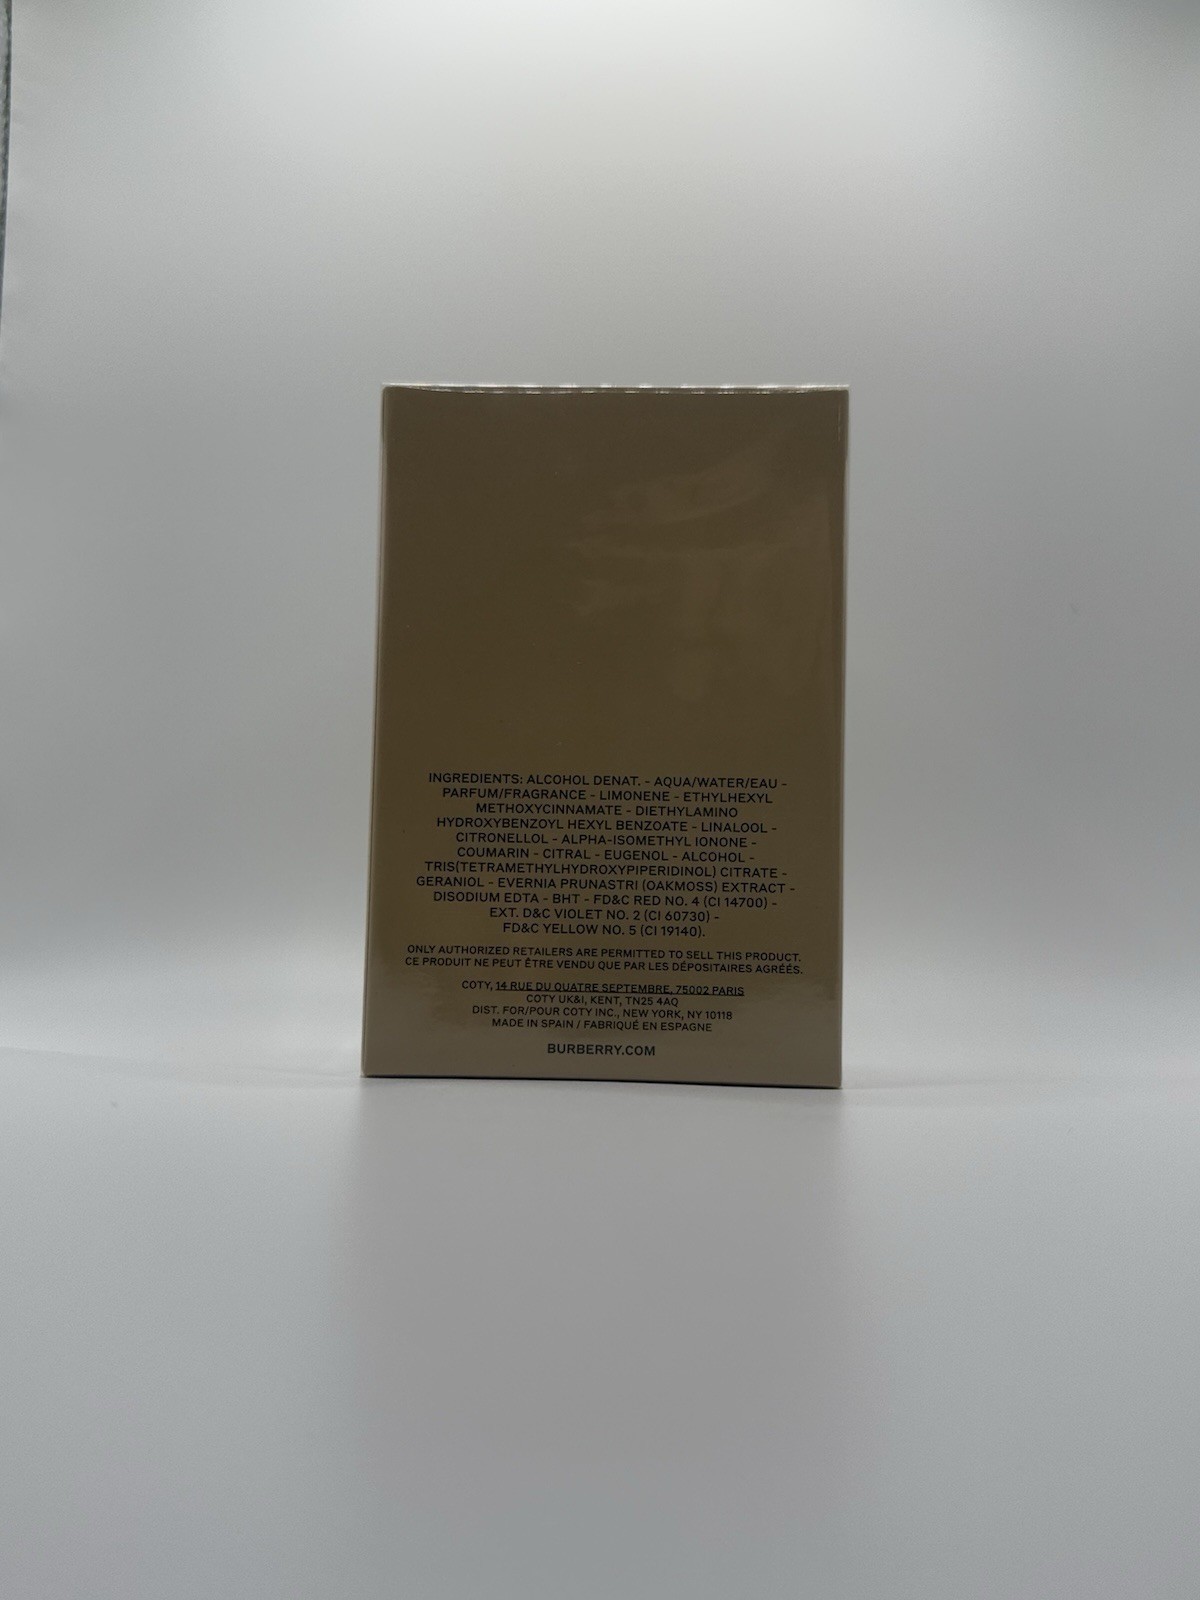 INGREDIENTS: ALCOHOL DENAT. - AQUA/WATER/EAU -
PARFUM/FRAGRANCE - LIMONENE - ETHYLHEXYL
METHOXYCINNAMATE - DIETHYLAMINO
HYDROXYBENZOYL HEXYL BENZOATE - LINALOOL -
CITRONELLOL - ALPHA-ISOMETHYL IONONE -
COUMARIN - CITRAL - EUGENOL - ALCOHOL -
TRIS(TETRAMETHYLHYDROXYPIPERIDINOL) CITRATE -
GERANIOL - EVERNIA PRUNASTRI (OAKMOSS) EXTRACT -
DISODIUM EDTA - BHT - FD&C RED NO. 4 (CI 14700) -
EXT. D&C VIOLET NO. 2 (CI 60730) -
FD&C YELLOW NO. 5 (CI 19140).
ONLY AUTHORIZED RETAILERS ARE PERMITTED TO SELL THIS PRODUCT.
CE PRODUIT NE PEUT ÊTRE VENDU QUE PAR LES DÉPOSITAIRES AGRÉÉS.
COTY, 14 RUE DU QUATRE SEPTEMBRE, 75002 PARIS
COTY UK&I, KENT, TN25 4AQ
DIST. FOR/POUR COTY INC., NEW YORK, NY 10118
MADE IN SPAIN / FABRIQUÉ EN ESPAGNE
BURBERRY.COM